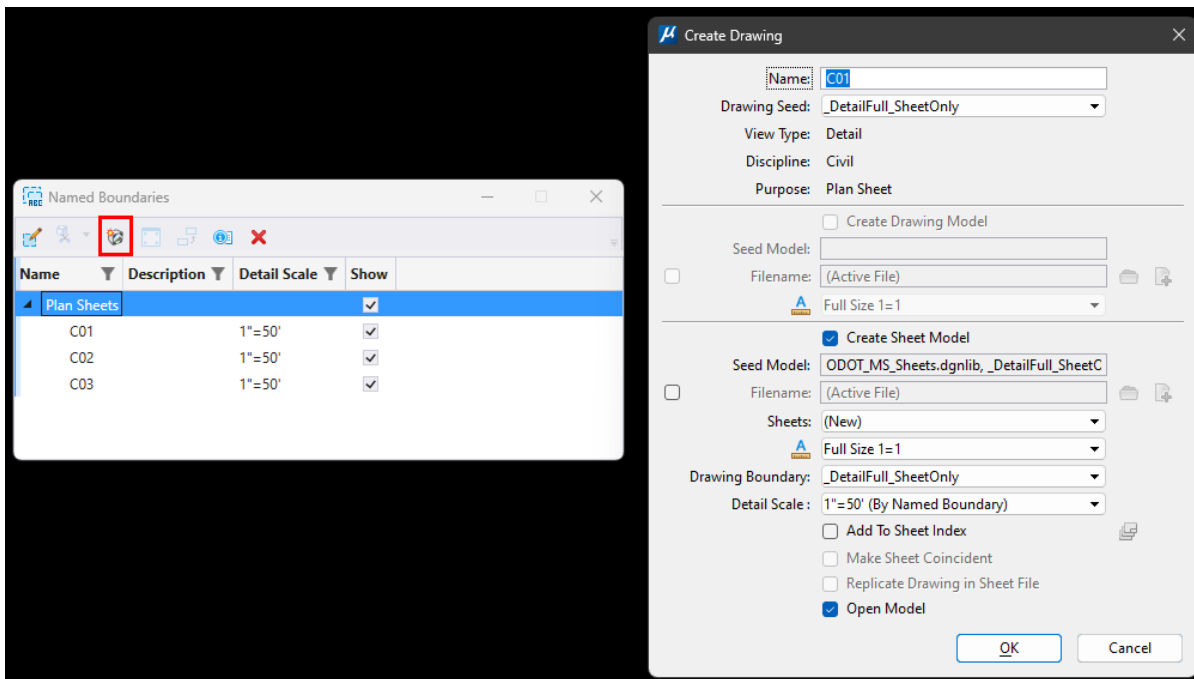 Named Boundaries
ABC
Name Description Detail Scale Show
Plan Sheets
C01 1"=50'
C02 1"=50'
C03 1"=50'
μ Create Drawing
Name: C01
Drawing Seed: _DetailFull_SheetOnly
View Type: Detail
Discipline: Civil
Purpose: Plan Sheet
Create Drawing Model
Seed Model:
Filename: (Active File)
A Full Size 1=1
Create Sheet Model
Seed Model: ODOT_MS_Sheets.dgnlib, _DetailFull_SheetC
Filename: (Active File)
Sheets: (New)
A Full Size 1=1
Drawing Boundary: _DetailFull_SheetOnly
Detail Scale : 1"=50' (By Named Boundary)
Add To Sheet Index
Make Sheet Coincident
Replicate Drawing in Sheet File
Open Model
OK Cancel